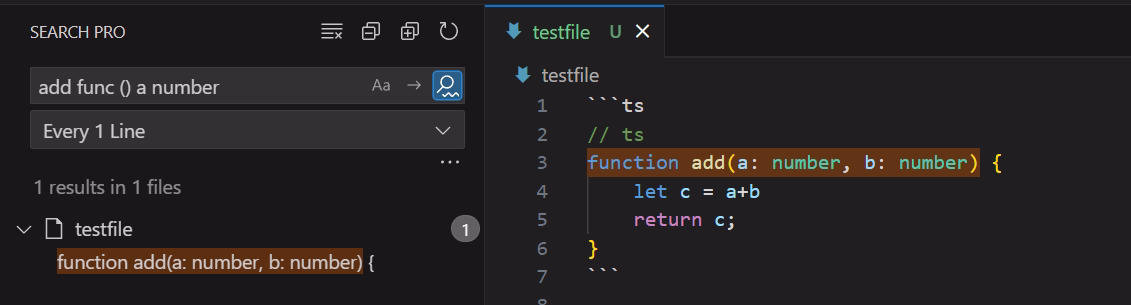 SEARCH PRO
add func () a number
Aa
Every 1 Line
1 results in 1 files
testfile
1
function add(a: number, b: number) {
testfile U
testfile
1 ```ts
2 // ts
3 function add(a: number, b: number) {
4 let c = a+b
5 return c;
6 }
7 ```
8